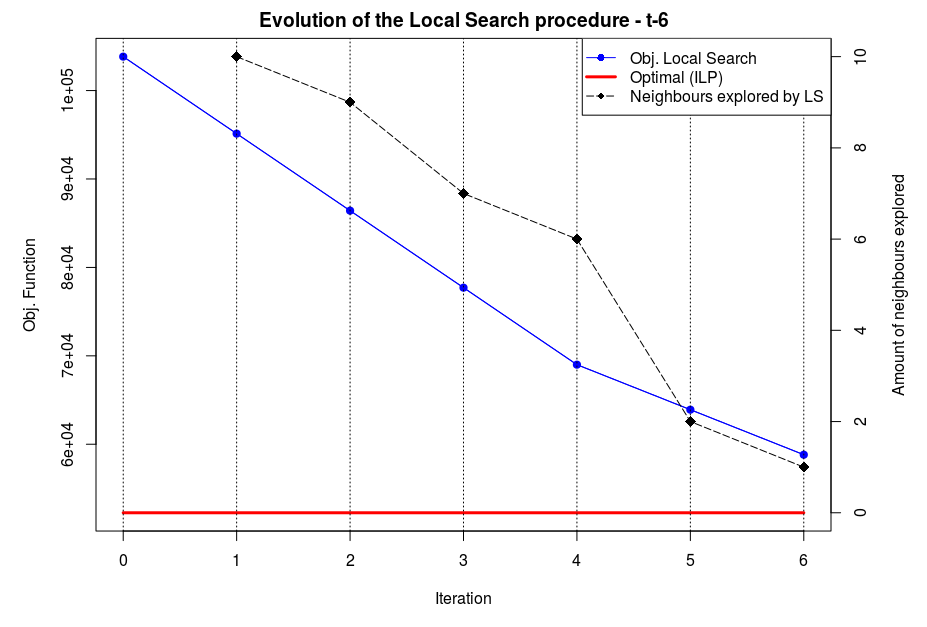 Evolution of the Local Search procedure - t-6
Obj. Local Search
Optimal (ILP)
Neighbours explored by LS
Obj. Function
1e+05
9e+04
8e+04
7e+04
6e+04
10
8
6
4
2
0
Amount of neighbours explored
0 1 2 3 4 5 6
Iteration